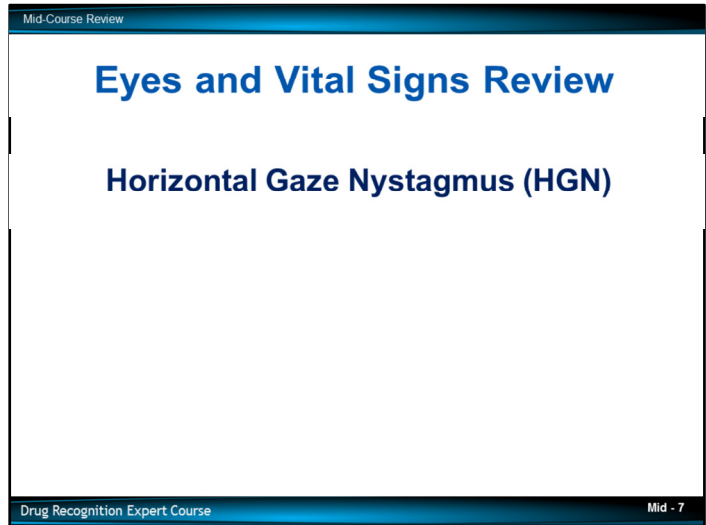 Mid-Course Review
Eyes and Vital Signs Review
Horizontal Gaze Nystagmus (HGN)
Drug Recognition Expert Course
Mid - 7